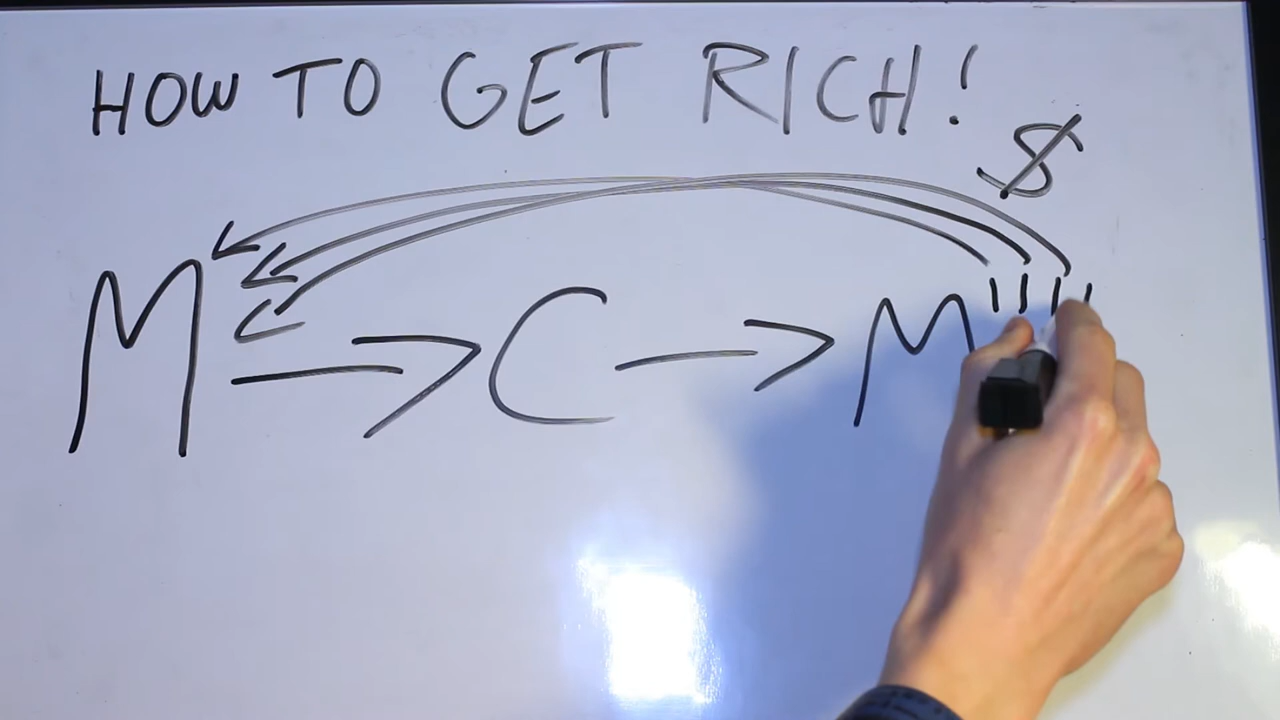 HOW TO GET RICH!
$
M → C → M''''